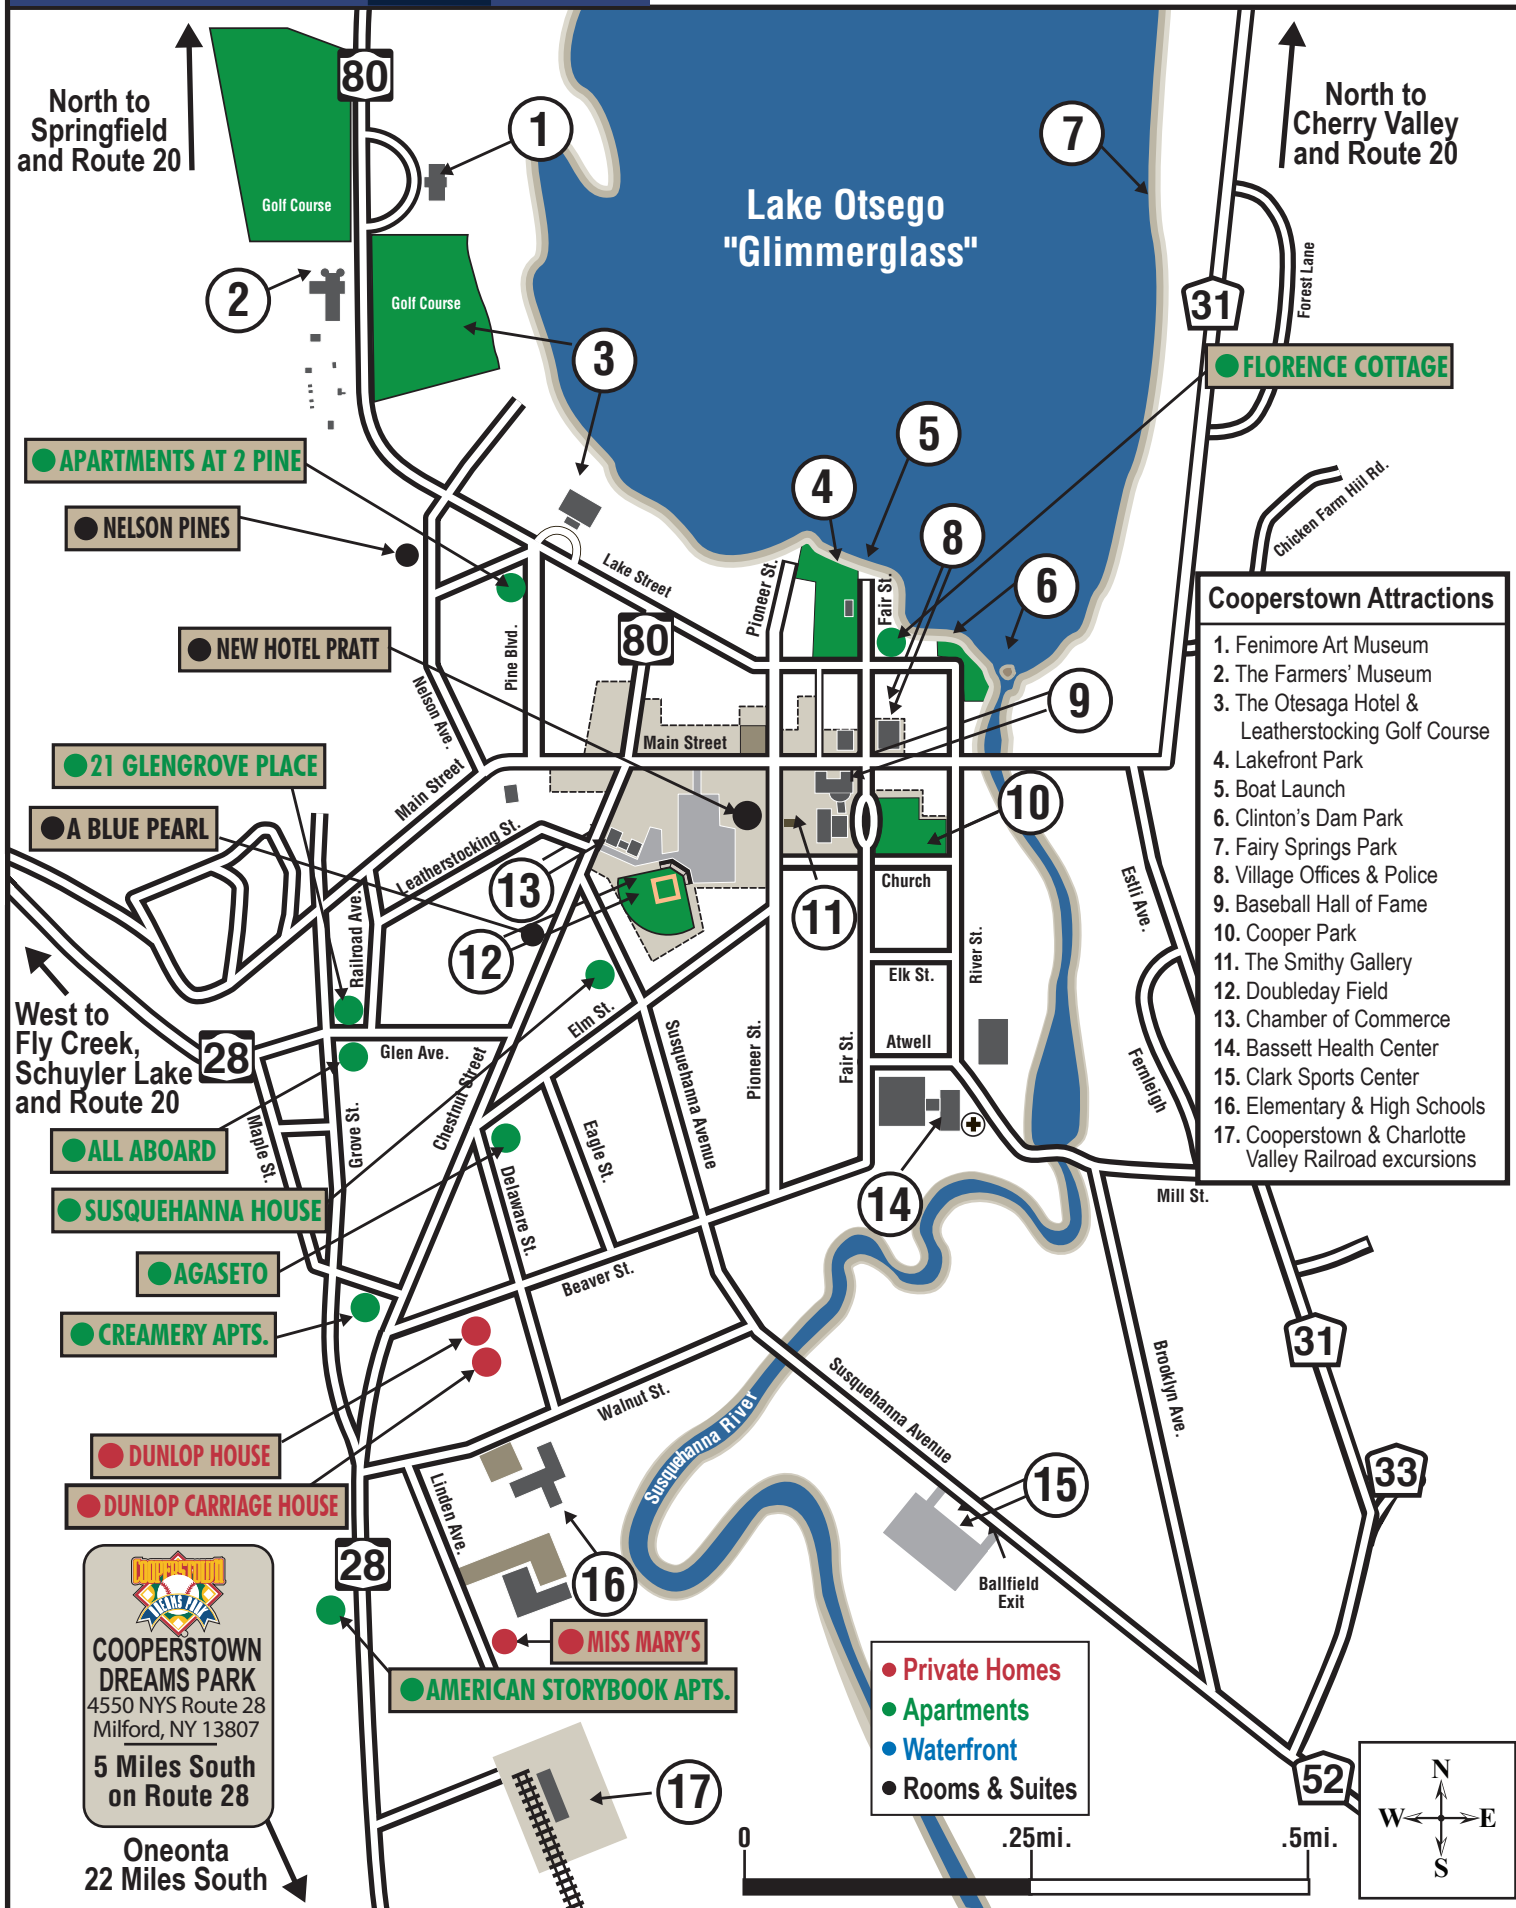 80
North to
Springfield
and Route 20
Golf Course
1
7
North to
Cherry Valley
and Route 20
Lake Otsego
"Glimmerglass"
2
Golf Course
3
31
Forest Lane
FLORENCE COTTAGE
5
4
8
6
APARTMENTS AT 2 PINE
NELSON PINES
NEW HOTEL PRATT
Chicken Farm Hiil Rd.
Lake Street
Pioneer St.
Fair St.
80
Pine Blvd.
Nelson Ave.
Cooperstown Attractions
1. Fenimore Art Museum
2. The Farmers' Museum
3. The Otesaga Hotel &
Leatherstocking Golf Course
4. Lakefront Park
5. Boat Launch
6. Clinton's Dam Park
7. Fairy Springs Park
8. Village Offices & Police
9. Baseball Hall of Fame
10. Cooper Park
11. The Smithy Gallery
12. Doubleday Field
13. Chamber of Commerce
14. Bassett Health Center
15. Clark Sports Center
16. Elementary & High Schools
17. Cooperstown & Charlotte
Valley Railroad excursions
9
Main Street
21 GLENGROVE PLACE
Main Street
A BLUE PEARL
Leatherstocking St.
10
13
Church
11
12
Railroad Ave.
Estli Ave.
River St.
Elk St.
West to
Fly Creek,
Schuyler Lake
and Route 20
28
Glen Ave.
Elm St.
Chestnut Street
Susquehanna Avenue
Pioneer St.
Fair St.
Atwell
Fernleigh
ALL ABOARD
Maple St.
Grove St.
Eagle St.
Delaware St.
14
Mill St.
SUSQUEHANNA HOUSE
AGASETO
Beaver St.
CREAMERY APTS.
31
Brooklyn Ave.
Susquehanna Avenue
Susquehanna River
Walnut St.
DUNLOP HOUSE
DUNLOP CARRIAGE HOUSE
Linden Ave.
15
33
28
16
Ballfield
Exit
COOPERSTOWN
DREAMS PARK
COOPERSTOWN
DREAMS PARK
4550 NYS Route 28
Milford, NY 13807
5 Miles South
on Route 28
MISS MARY'S
AMERICAN STORYBOOK APTS.
Private Homes
Apartments
Waterfront
Rooms & Suites
17
52
Oneonta
22 Miles South
0 .25mi. .5mi.
N
W E
S